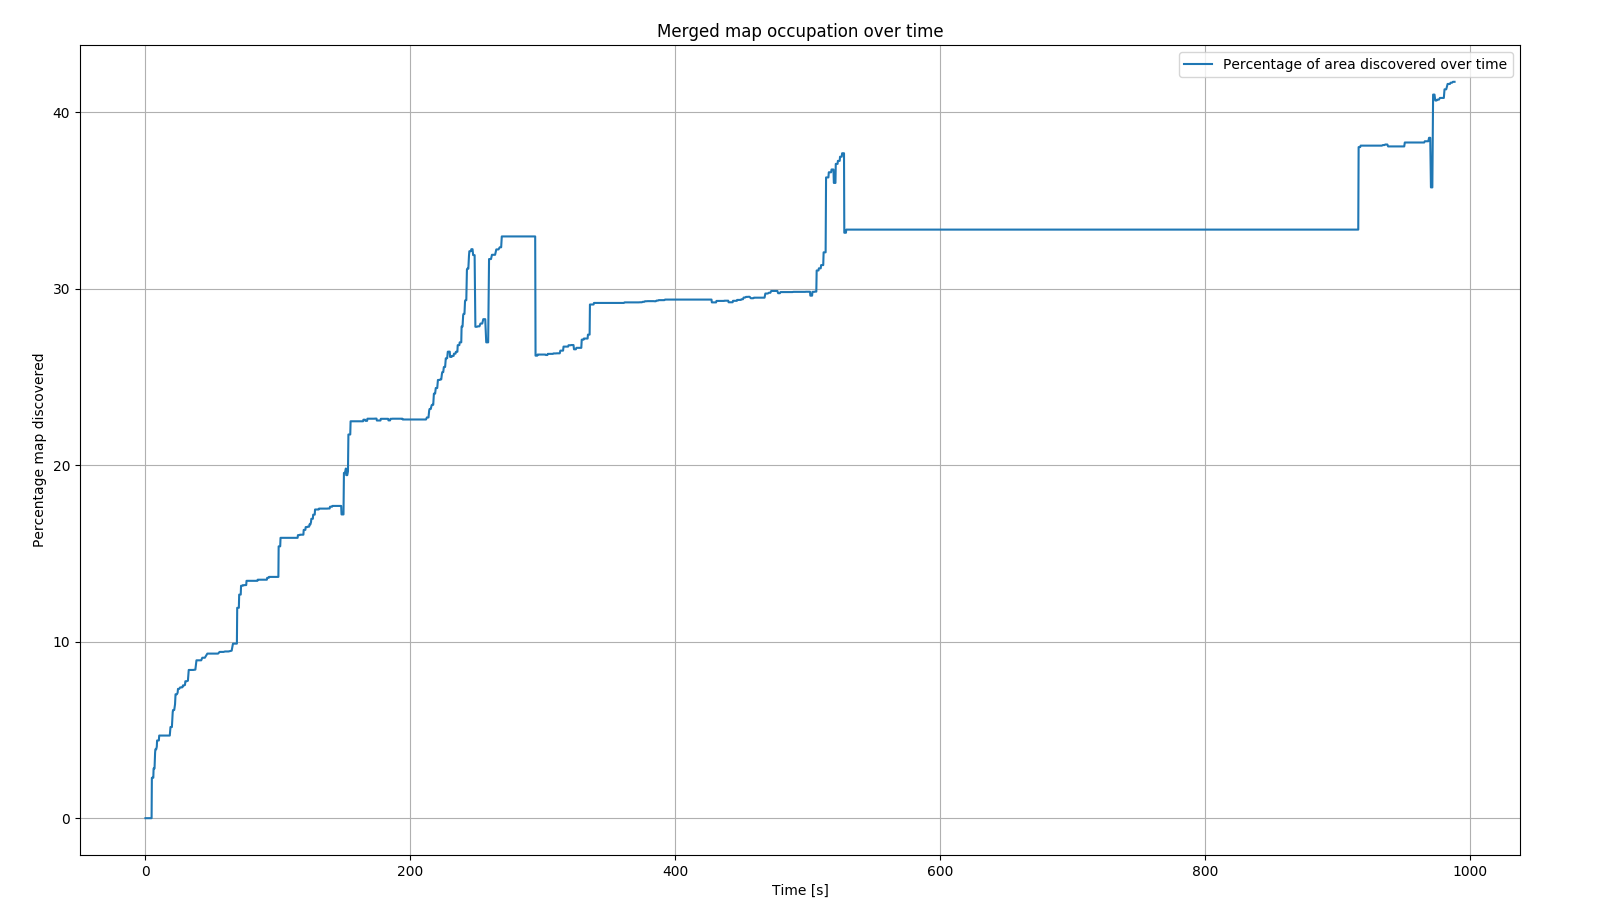 Merged map occupation over time
Percentage of area discovered over time
40
30
20
10
0
Percentage map discovered
0 200 400 600 800 1000
Time [s]